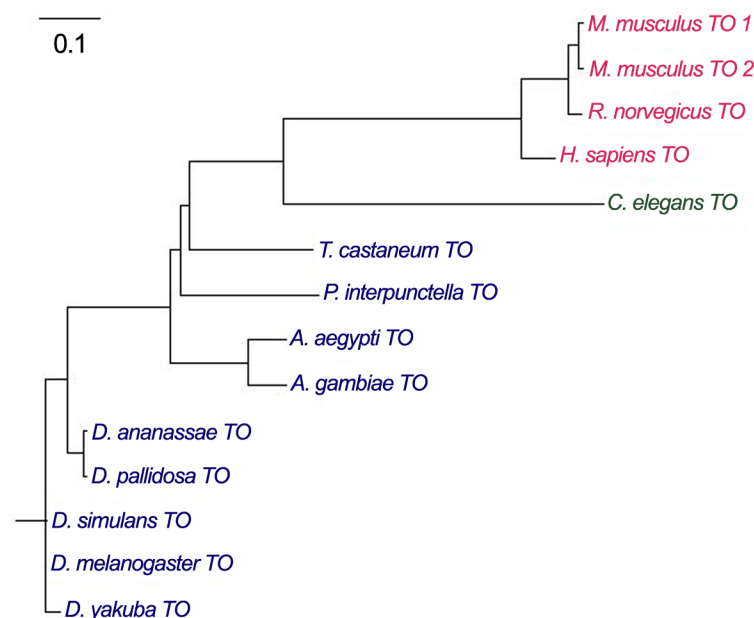 0.1
M. musculus TO 1
M. musculus TO 2
R. norvegicus TO
H. sapiens TO
C. elegans TO
T. castaneum TO
P. interpunctella TO
A. aegypti TO
A. gambiae TO
D. ananassae TO
D. pallidosa TO
D. simulans TO
D. melanogaster TO
D. yakuba TO